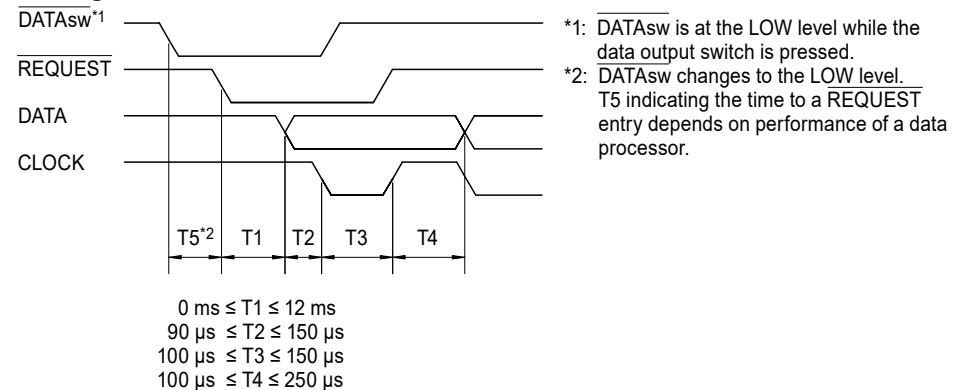 DATAsw*1
REQUEST
DATA
CLOCK
T5*2 T1 T2 T3 T4
0 ms ≤ T1 ≤ 12 ms
90 μs ≤ T2 ≤ 150 μs
100 μs ≤ T3 ≤ 150 μs
100 μs ≤ T4 ≤ 250 μs
*1: DATAsw is at the LOW level while the
data output switch is pressed.
*2: DATAsw changes to the LOW level.
T5 indicating the time to a REQUEST
entry depends on performance of a data
processor.